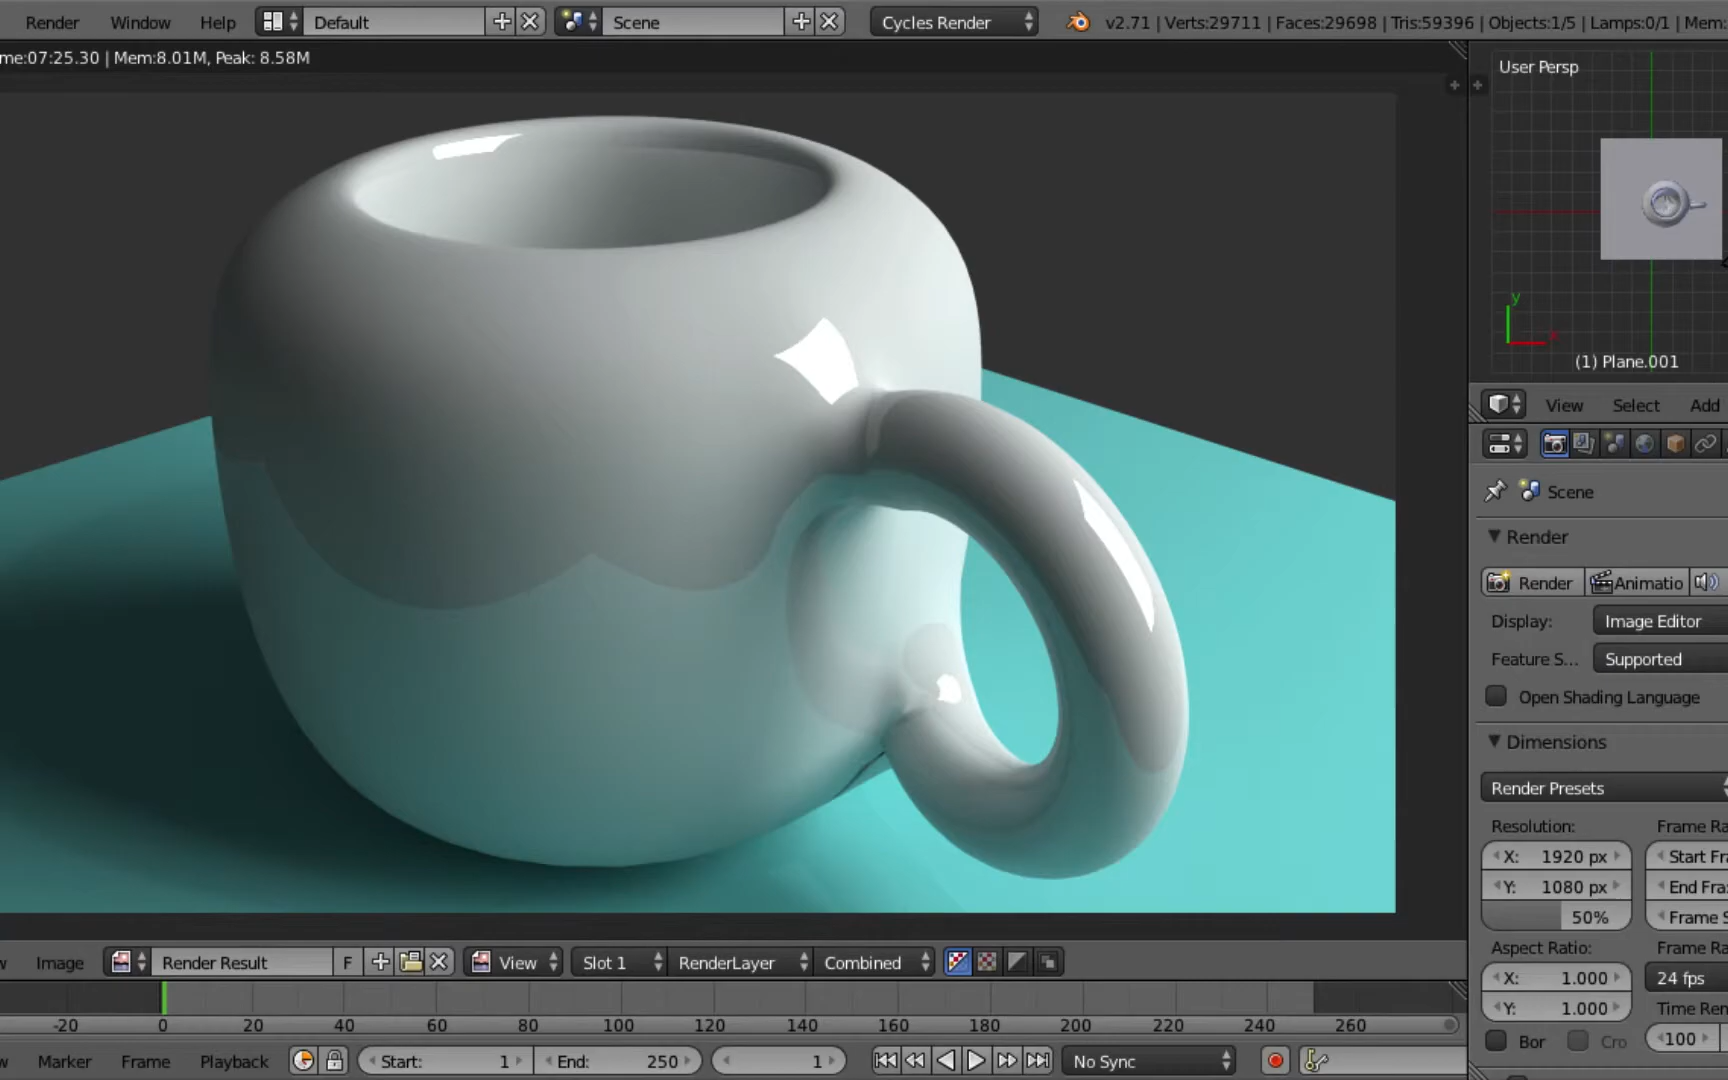 Render Window Help Default Scene Cycles Render v2.71 | Verts:29711 | Faces:29698 | Tris:59396 | Objects:1/5 | Lamps:0/1 | Mem:
me:07:25.30 | Mem:8.01M, Peak: 8.58M
User Persp
y
x
(1) Plane.001
View Select Add
Scene
Render
Render Animatio
Display: Image Editor
Feature S... Supported
Open Shading Language
Dimensions
Render Presets
Resolution: Frame Ra
X: 1920 px Start Fra
Y: 1080 px End Fra
50% Frame S
Aspect Ratio: Frame Ra
X: 1.000 24 fps
Y: 1.000 Time Ren
Bor Cro 100
w Image Render Result F View Slot 1 RenderLayer Combined
-20 0 20 40 60 80 100 120 140 160 180 200 220 240 260
w Marker Frame Playback Start: 1 End: 250 1 No Sync